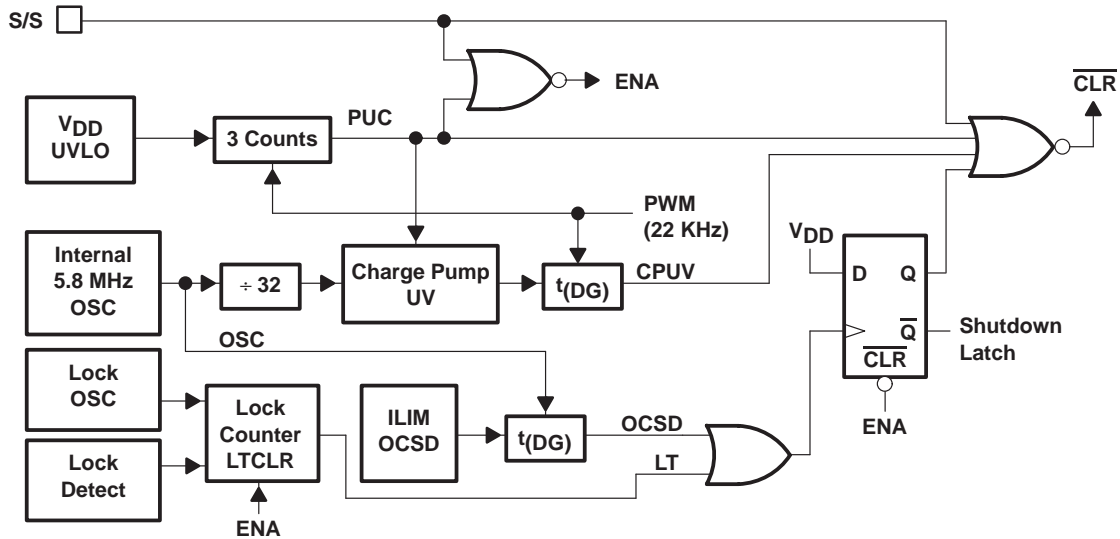 S/S
ENA
CLR
VDD
UVLO
3 Counts
PUC
PWM
(22 KHz)
Internal
5.8 MHz
OSC
÷ 32
Charge Pump
UV
t(DG)
CPUV
VDD
D
Q
Q
CLR
Shutdown
Latch
ENA
OSC
Lock
OSC
Lock
Detect
Lock
Counter
LTCLR
ENA
ILIM
OCSD
t(DG)
OCSD
LT